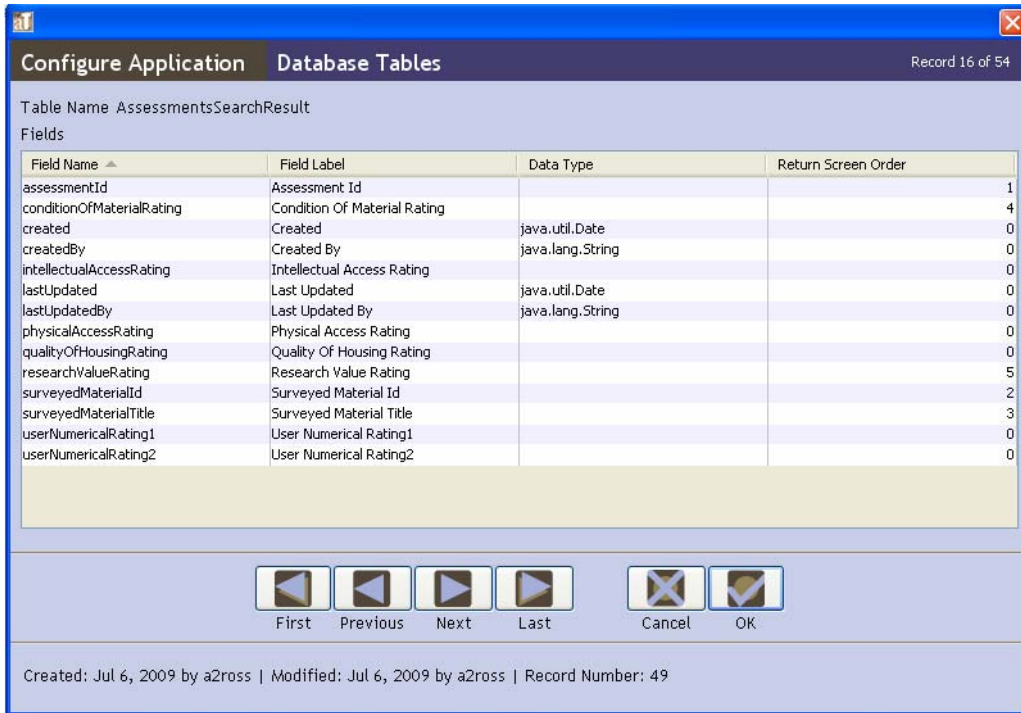 aT
Configure Application Database Tables Record 16 of 54
Table Name AssessmentsSearchResult
Fields
Field Name Field Label Data Type Return Screen Order
assessmentId Assessment Id 1
conditionOfMaterialRating Condition Of Material Rating 4
created Created java.util.Date 0
createdBy Created By java.lang.String 0
intellectualAccessRating Intellectual Access Rating 0
lastUpdated Last Updated java.util.Date 0
lastUpdatedBy Last Updated By java.lang.String 0
physicalAccessRating Physical Access Rating 0
qualityOfHousingRating Quality Of Housing Rating 0
researchValueRating Research Value Rating 5
surveyedMaterialId Surveyed Material Id 2
surveyedMaterialTitle Surveyed Material Title 3
userNumericalRating1 User Numerical Rating1 0
userNumericalRating2 User Numerical Rating2 0
First Previous Next Last Cancel OK
Created: Jul 6, 2009 by a2ross | Modified: Jul 6, 2009 by a2ross | Record Number: 49